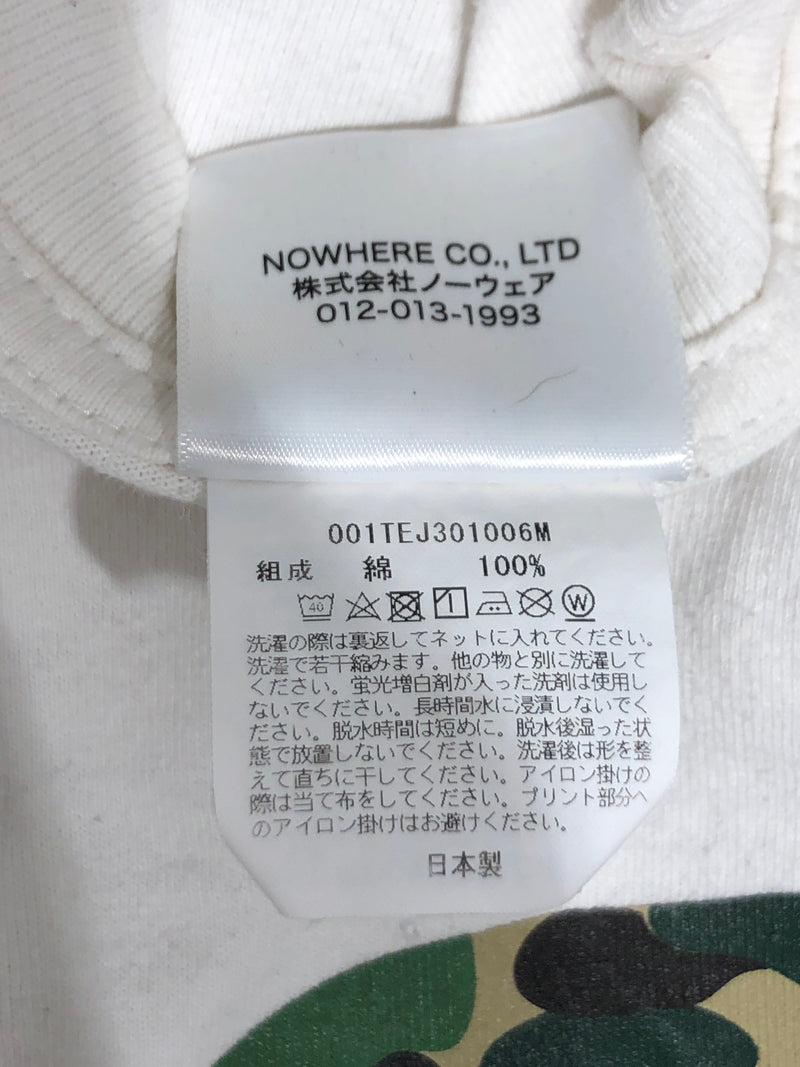 NOWHERE CO., LTD
株式会社ノーウェア
012-013-1993
001TEJ301006M
組成 綿 100%
40 W
洗濯の際は裏返してネットに入れてください。
洗濯で若干縮みます。他の物と別に洗濯して
ください。蛍光増白剤が入った洗剤は使用し
ないでください。長時間水に浸漬しないでく
ださい。脱水時間は短めに。脱水後湿った状
態で放置しないでください。洗濯後は形を整
えて直ちに干してください。アイロン掛けの
際は当て布をしてください。プリント部分へ
のアイロン掛けはお避けください。
日本製